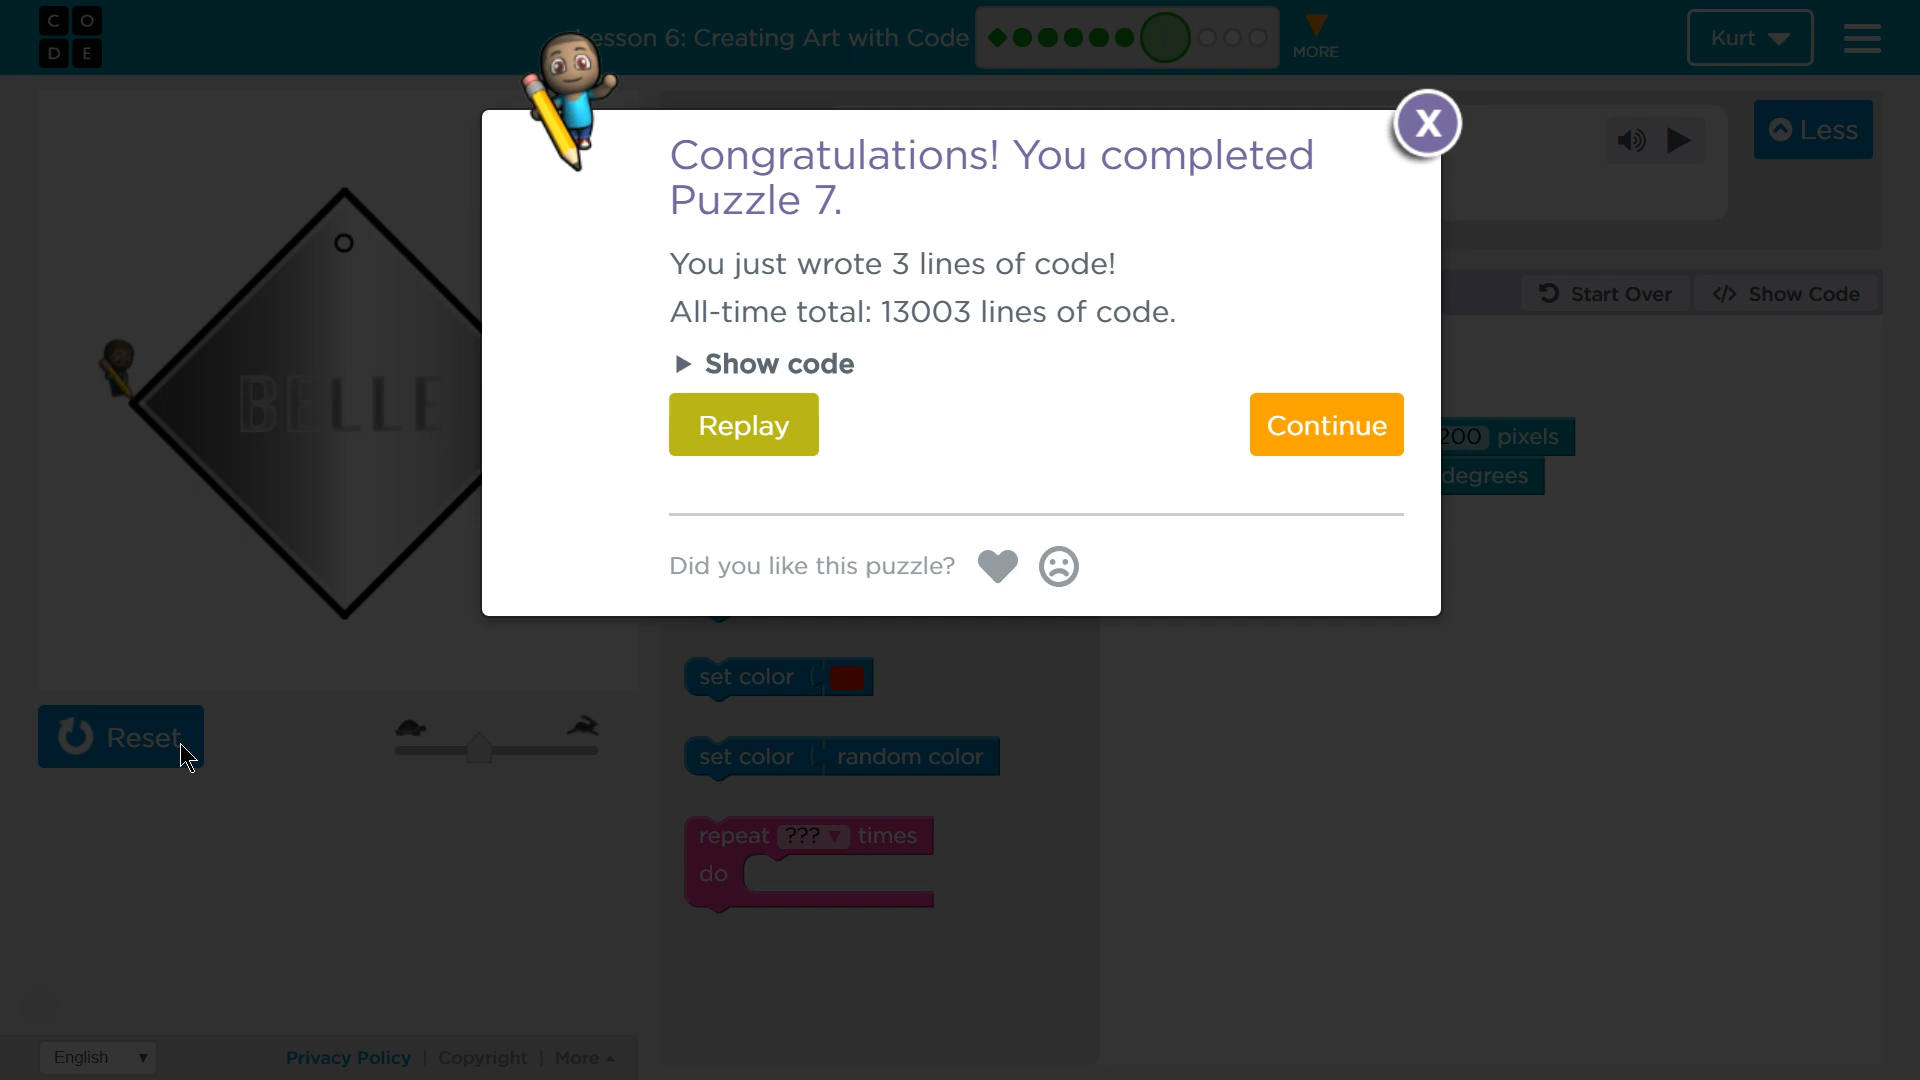 C O
D E
Lesson 6: Creating Art with Code
MORE
Kurt
Congratulations! You completed
Puzzle 7.
X
Less
You just wrote 3 lines of code!
All-time total: 13003 lines of code.
Show code
Replay
Continue
Did you like this puzzle?
Start Over
</> Show Code
BELLE
200 pixels
degrees
set color
Reset
set color random color
repeat ??? times
do
English
Privacy Policy | Copyright | More